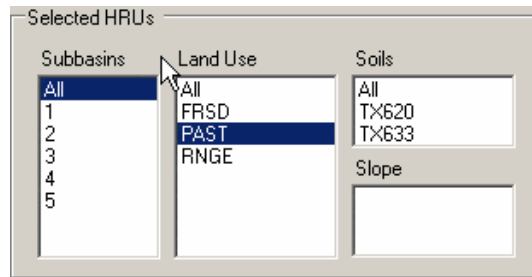 Selected HRUs
Subbasins
All
1
2
3
4
5
Land Use
All
FRSD
PAST
RNGE
Soils
All
TX620
TX633
Slope